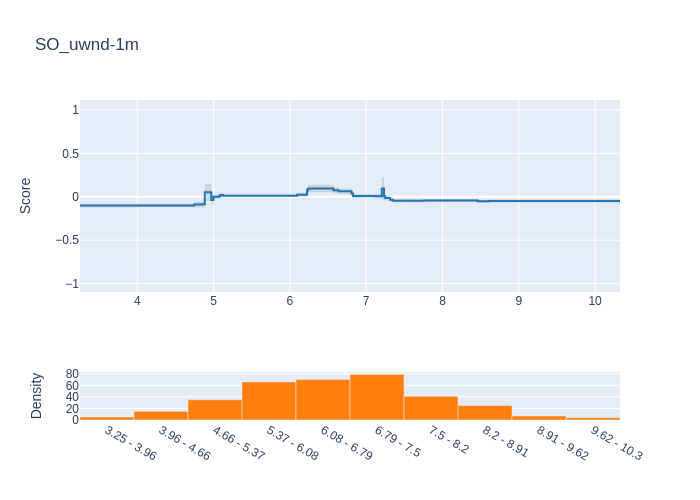 SO_uwnd-1m
Score
1
0.5
0
−0.5
−1
4
5
6
7
8
9
10
Density
80
60
40
20
0
3.25 - 3.96
3.96 - 4.66
4.66 - 5.37
5.37 - 6.08
6.08 - 6.79
6.79 - 7.5
7.5 - 8.2
8.2 - 8.91
8.91 - 9.62
9.62 - 10.3